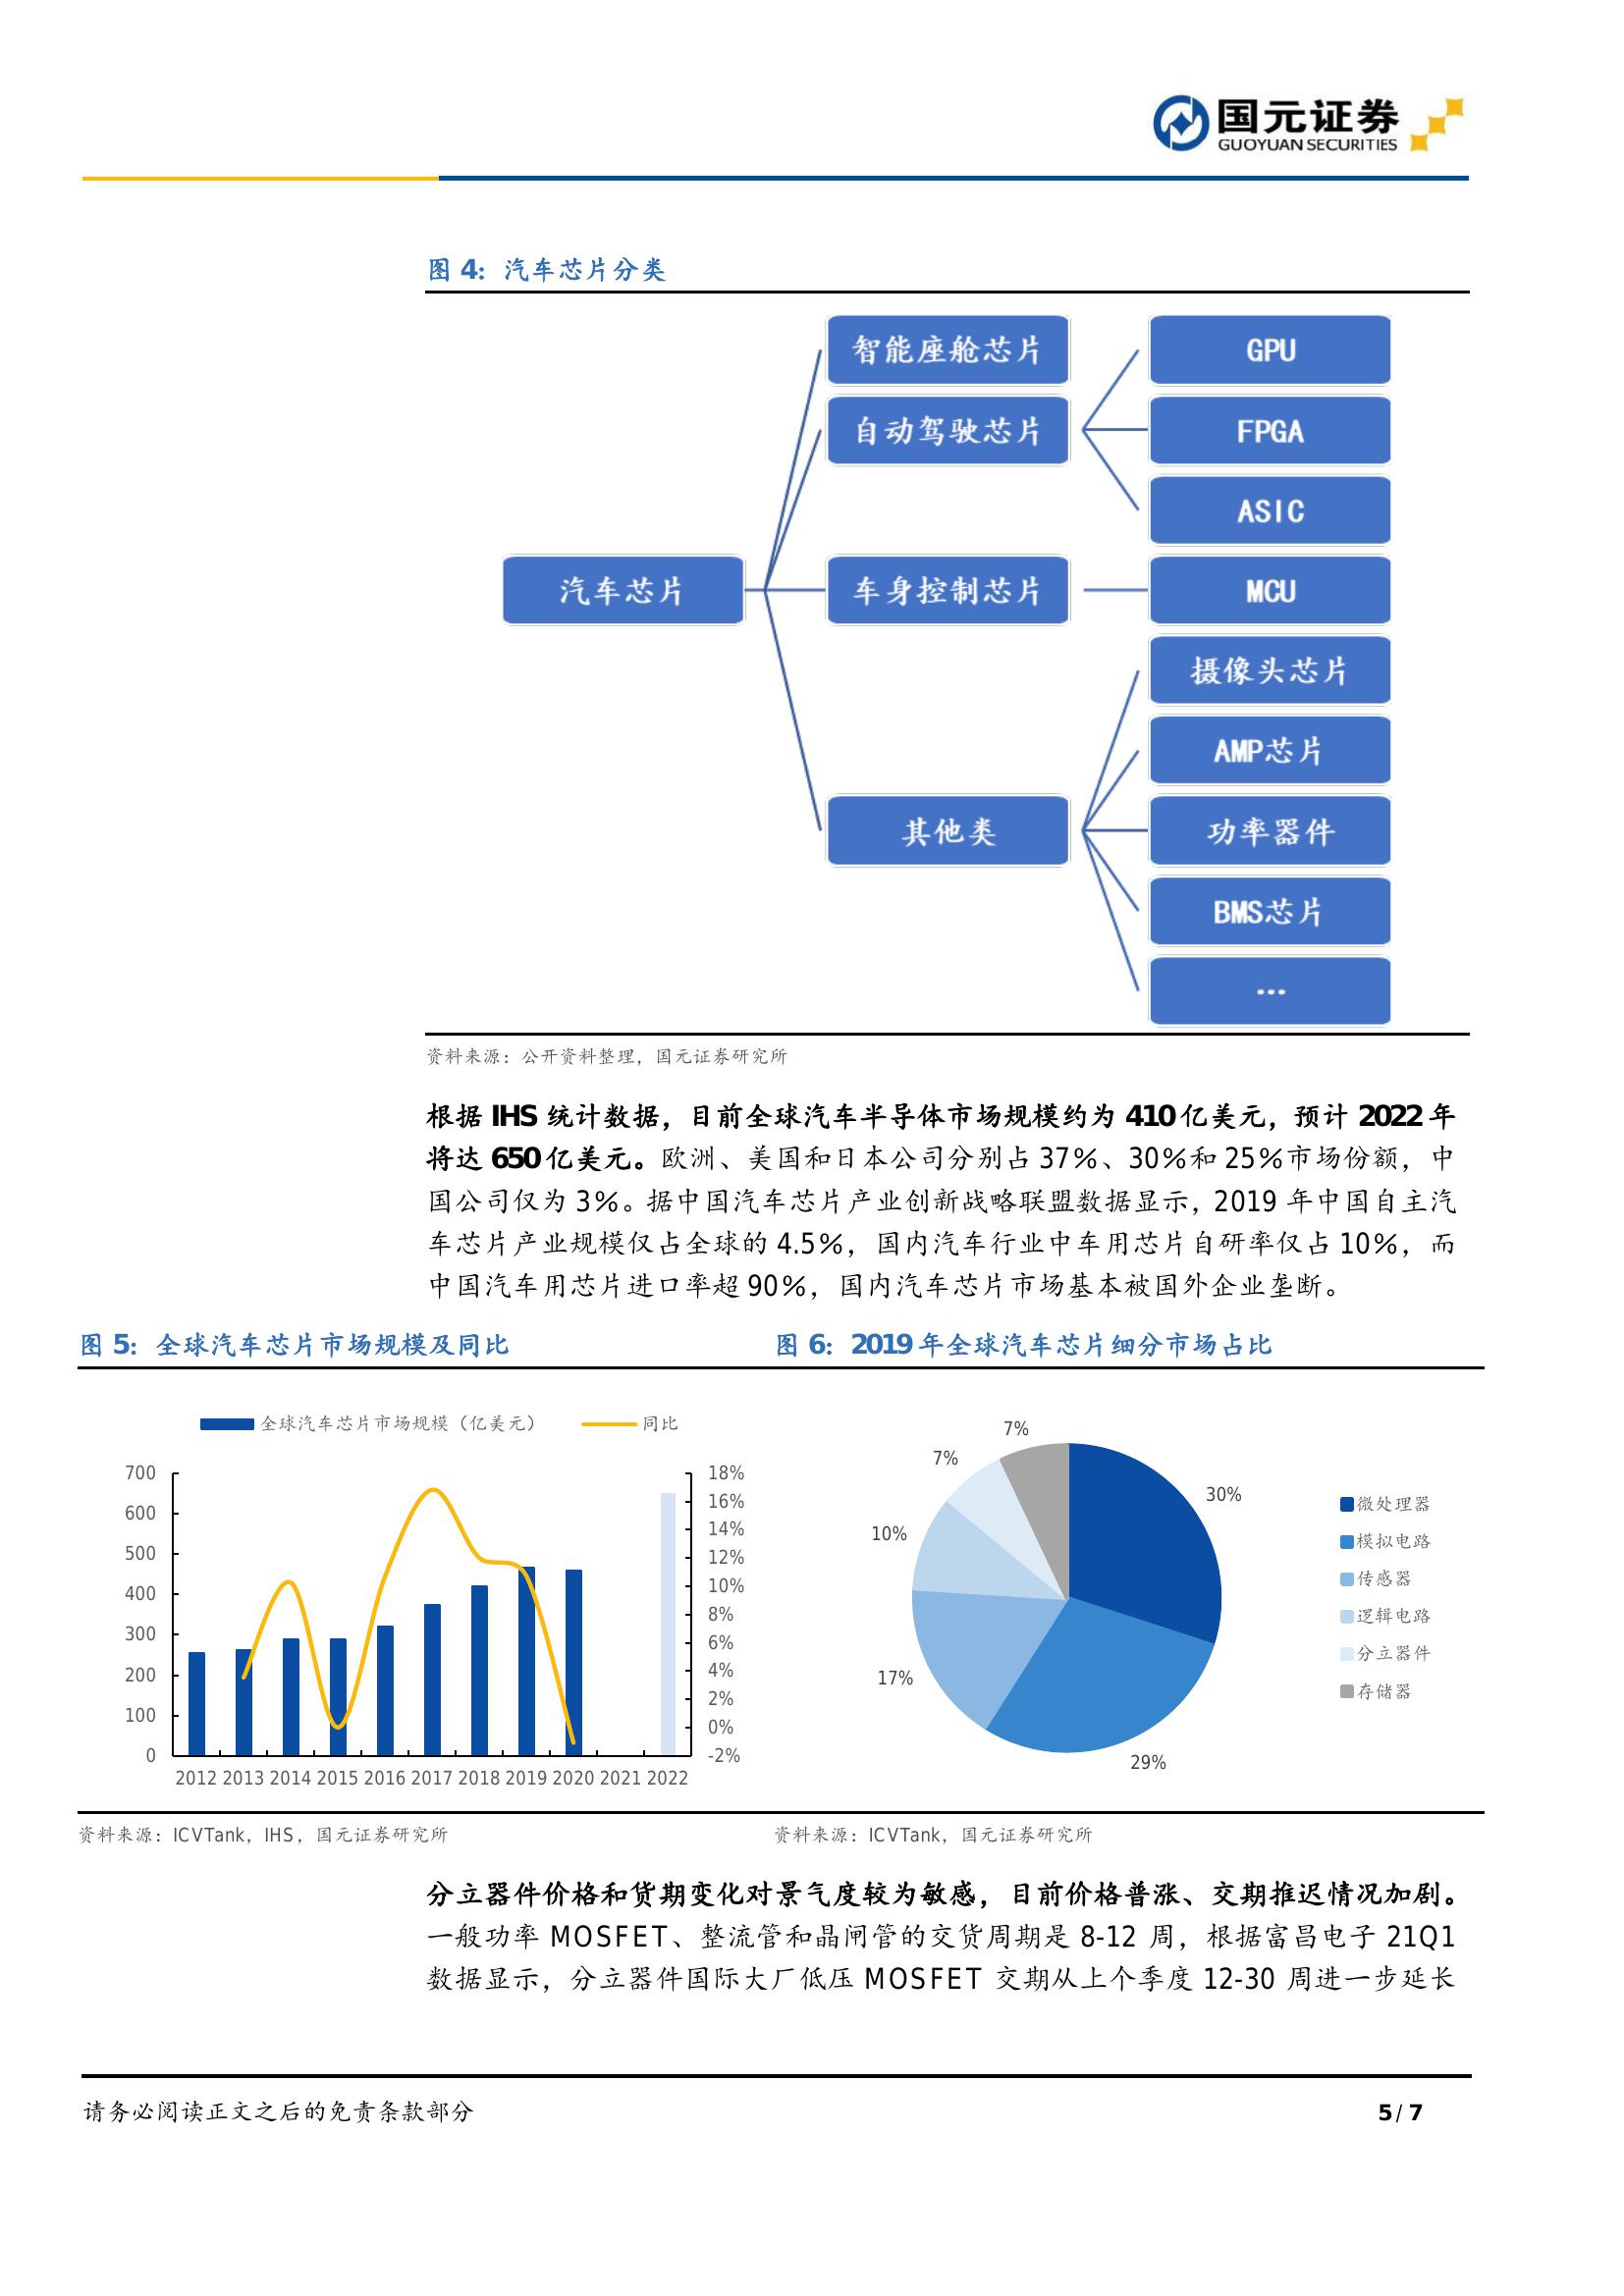 国元证券
GUOYUAN SECURITIES
图 4：汽车芯片分类
智能座舱芯片
GPU
自动驾驶芯片
FPGA
ASIC
汽车芯片
车身控制芯片
MCU
摄像头芯片
AMP芯片
其他类
功率器件
BMS芯片
...
资料来源：公开资料整理，国元证券研究所
根据 IHS 统计数据，目前全球汽车半导体市场规模约为 410 亿美元，预计 2022 年
将达 650 亿美元。欧洲、美国和日本公司分别占 37%、30%和 25%市场份额，中
国公司仅为 3%。据中国汽车芯片产业创新战略联盟数据显示，2019 年中国自主汽
车芯片产业规模仅占全球的 4.5%，国内汽车行业中车用芯片自研率仅占 10%，而
中国汽车用芯片进口率超 90%，国内汽车芯片市场基本被国外企业垄断。
图 5：全球汽车芯片市场规模及同比
全球汽车芯片市场规模（亿美元） 同比
700 18%
600 16%
500 14%
400 12%
300 10%
200 8%
100 6%
0 4%
2%
0%
-2%
2012 2013 2014 2015 2016 2017 2018 2019 2020 2021 2022
资料来源：ICVTank，IHS，国元证券研究所
图 6：2019 年全球汽车芯片细分市场占比
7%
7%
30%
10%
17%
29%
微处理器
模拟电路
传感器
逻辑电路
分立器件
存储器
资料来源：ICVTank，国元证券研究所
分立器件价格和货期变化对景气度较为敏感，目前价格普涨、交期推迟情况加剧。
一般功率 MOSFET、整流管和晶闸管的交货周期是 8-12 周，根据富昌电子 21Q1
数据显示，分立器件国际大厂低压 MOSFET 交期从上个季度 12-30 周进一步延长
请务必阅读正文之后的免责条款部分
5 / 7